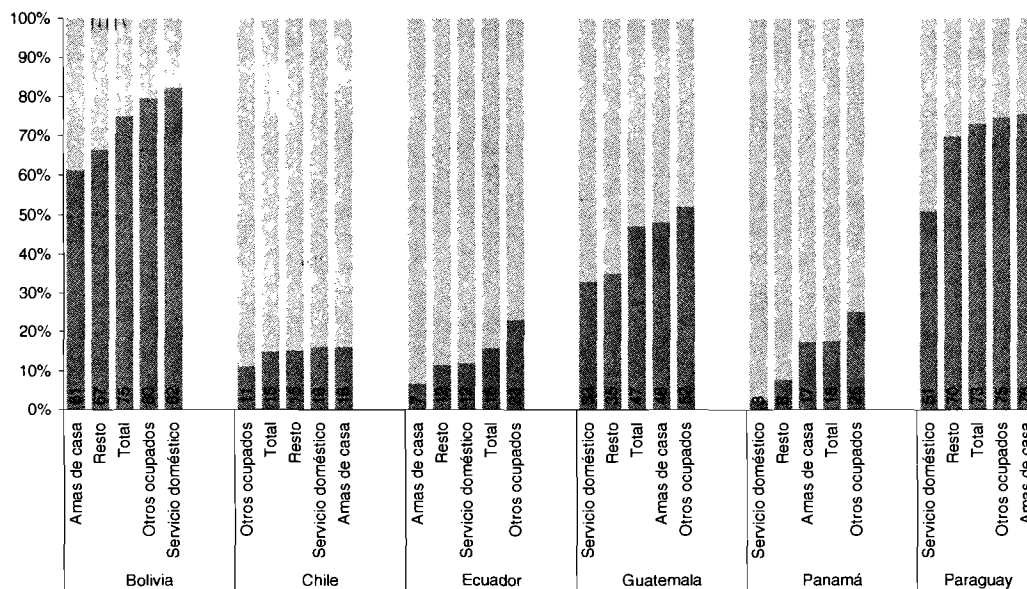 100%
90%
80%
70%
60%
50%
40%
30%
20%
10%
0%
61 67 75 80 82
11 15 15 16 16
7 12 12 16 23
33 35 47 48 52
3 8 17 18 25
51 70 73 75 76
Amas de casa
Resto
Total
Otros ocupados
Servicio doméstico
Otros ocupados
Total
Resto
Servicio doméstico
Amas de casa
Amas de casa
Resto
Servicio doméstico
Total
Otros ocupados
Servicio doméstico
Resto
Total
Amas de casa
Otros ocupados
Servicio doméstico
Resto
Amas de casa
Total
Otros ocupados
Servicio doméstico
Resto
Total
Otros ocupados
Amas de casa
Bolivia Chile Ecuador Guatemala Panamá Paraguay